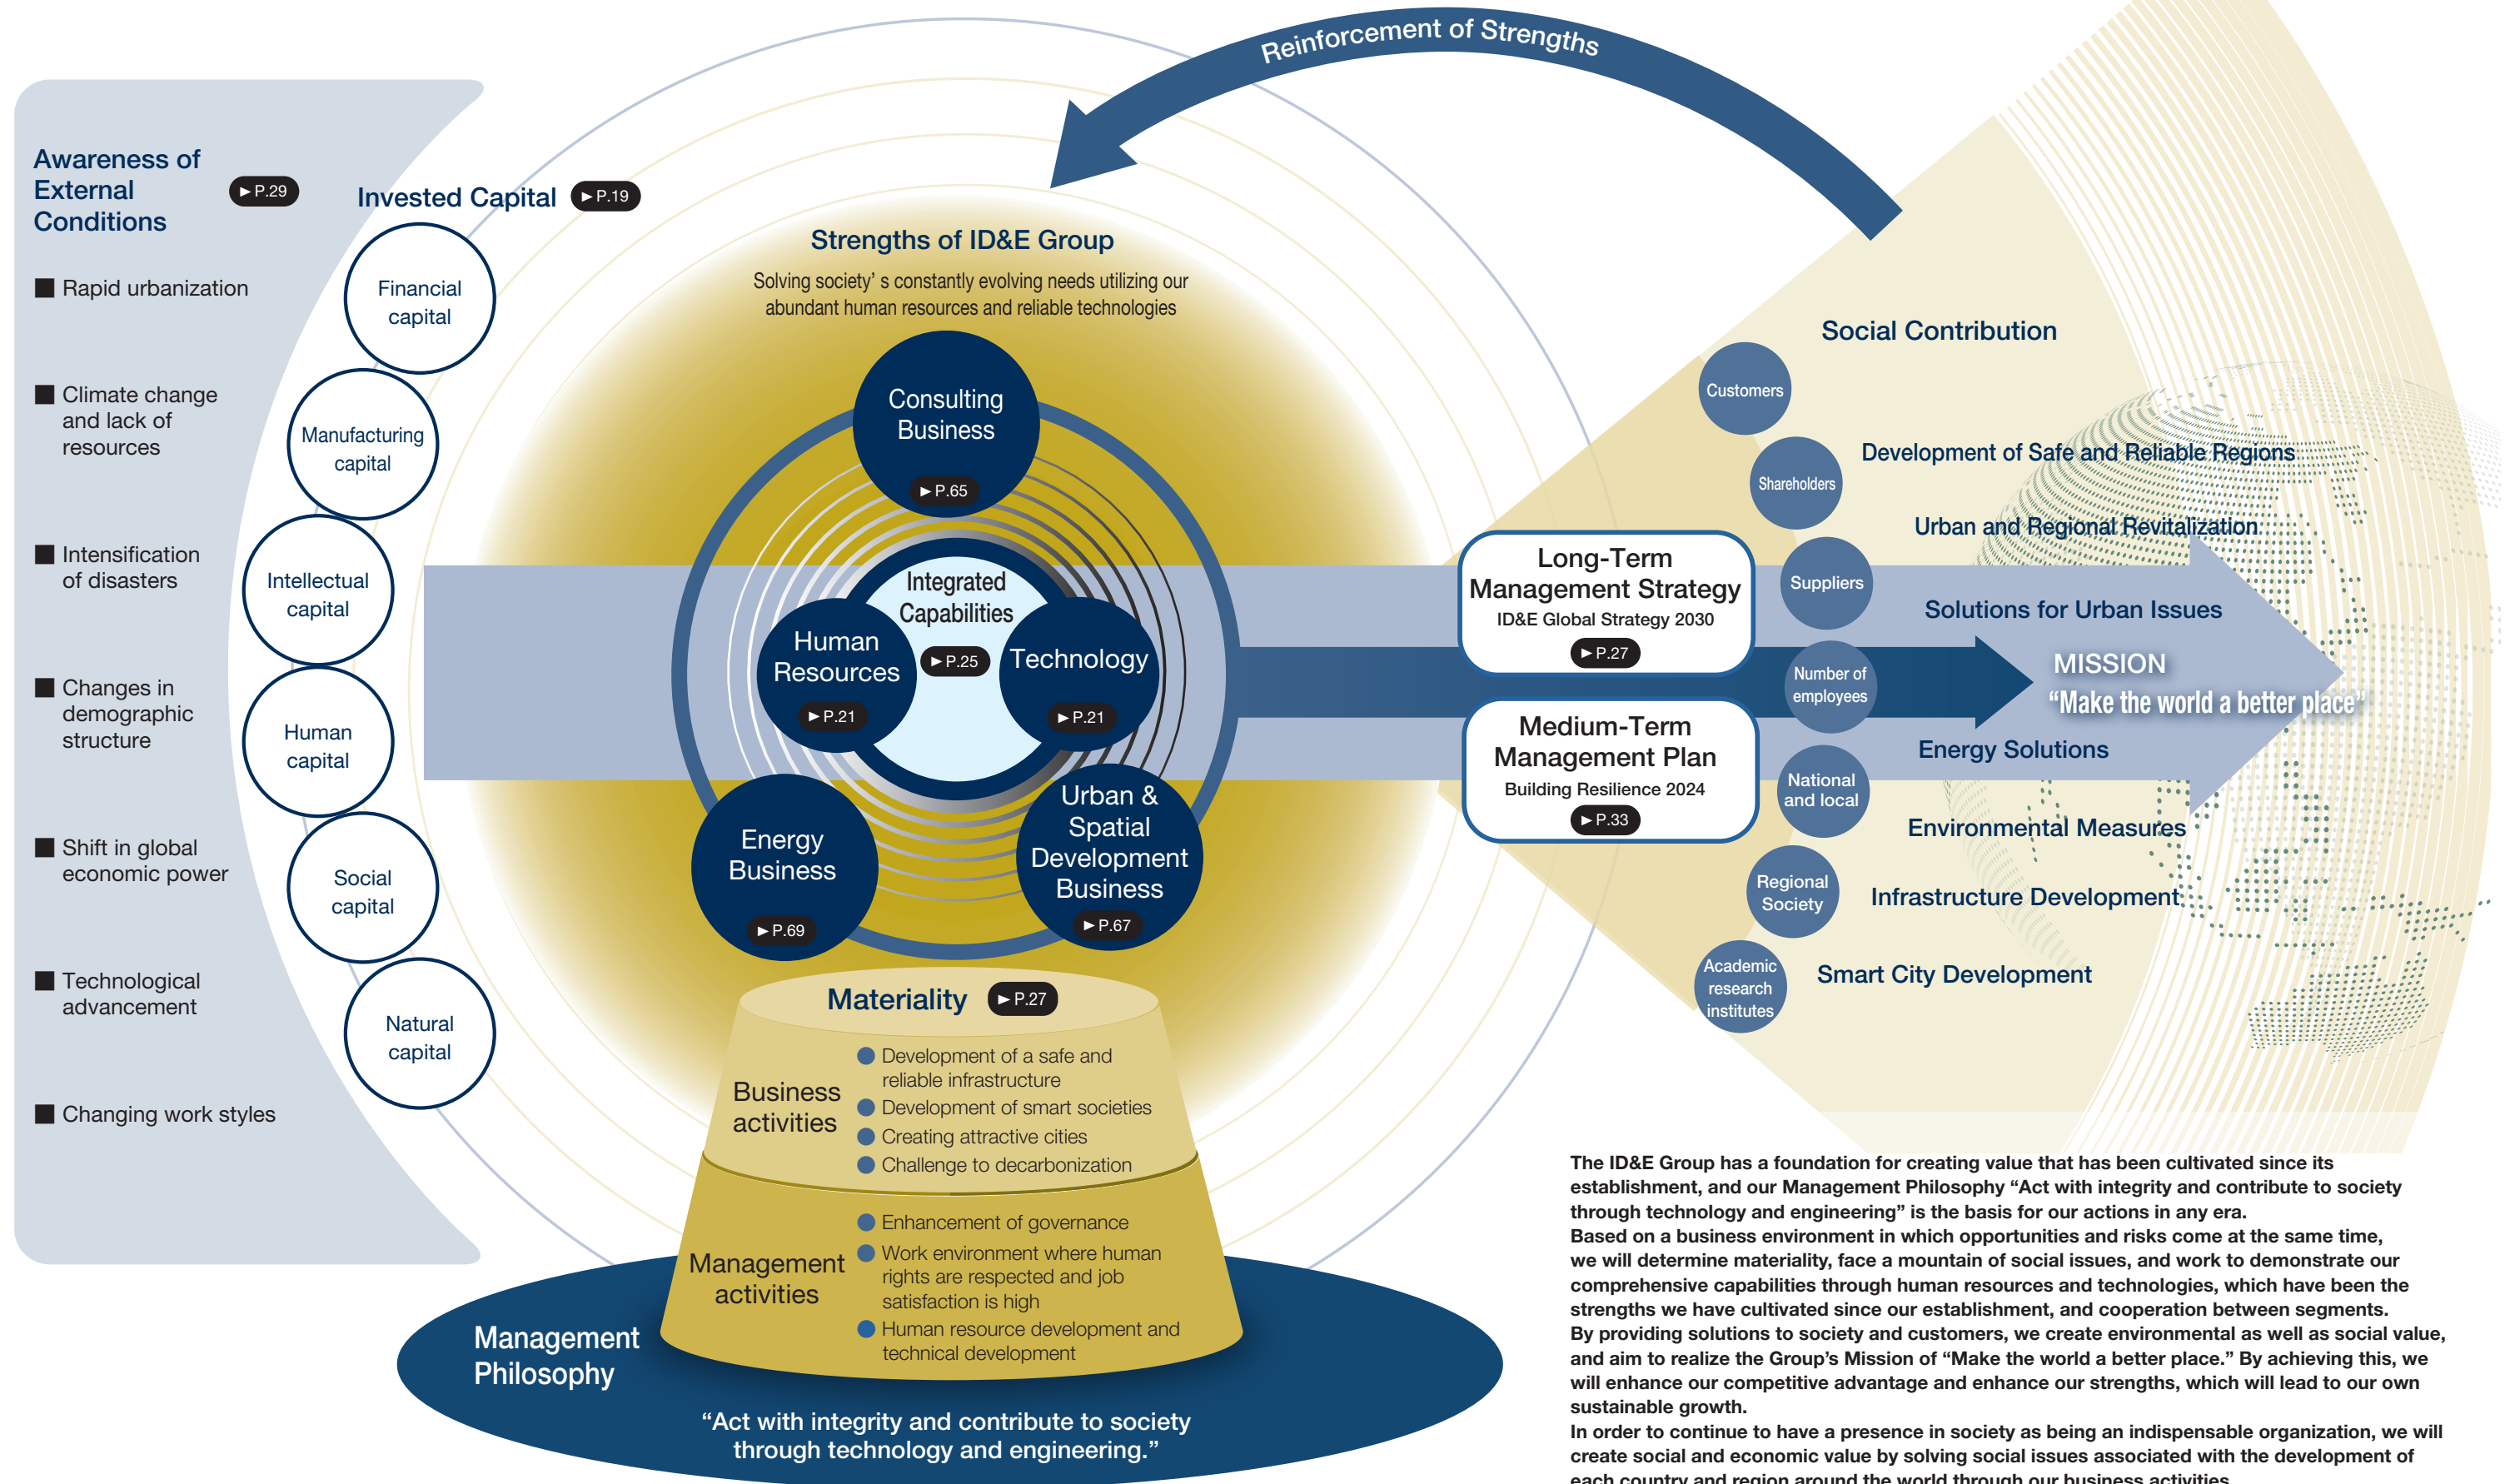 Reinforcement of Strengths
Awareness of
External
Conditions
►P.29
■ Rapid urbanization
■ Climate change
and lack of
resources
■ Intensification
of disasters
■ Changes in
demographic
structure
■ Shift in global
economic power
■ Technological
advancement
■ Changing work styles
Invested Capital ►P.19
Financial
capital
Manufacturing
capital
Intellectual
capital
Human
capital
Social
capital
Natural
capital
Strengths of ID&E Group
Solving society’ s constantly evolving needs utilizing our
abundant human resources and reliable technologies
Consulting
Business
►P.65
Integrated
Capabilities
►P.25
Human
Resources
►P.21
Technology
►P.21
Energy
Business
►P.69
Urban &
Spatial
Development
Business
►P.67
Materiality ►P.27
Business
activities
● Development of a safe and
reliable infrastructure
● Development of smart societies
● Creating attractive cities
● Challenge to decarbonization
Management
activities
● Enhancement of governance
● Work environment where human
rights are respected and job
satisfaction is high
● Human resource development and
technical development
Management
Philosophy
“Act with integrity and contribute to society
through technology and engineering.”
Long-Term
Management Strategy
ID&E Global Strategy 2030
►P.27
Medium-Term
Management Plan
Building Resilience 2024
►P.33
Customers
Shareholders
Suppliers
Number of
employees
National
and local
Regional
Society
Academic
research
institutes
Social Contribution
Development of Safe and Reliable Regions
Urban and Regional Revitalization
Solutions for Urban Issues
MISSION
“Make the world a better place”
Energy Solutions
Environmental Measures
Infrastructure Development
Smart City Development
The ID&E Group has a foundation for creating value that has been cultivated since its
establishment, and our Management Philosophy “Act with integrity and contribute to society
through technology and engineering” is the basis for our actions in any era.
Based on a business environment in which opportunities and risks come at the same time,
we will determine materiality, face a mountain of social issues, and work to demonstrate our
comprehensive capabilities through human resources and technologies, which have been the
strengths we have cultivated since our establishment, and cooperation between segments.
By providing solutions to society and customers, we create environmental as well as social value,
and aim to realize the Group’s Mission of “Make the world a better place.” By achieving this, we
will enhance our competitive advantage and enhance our strengths, which will lead to our own
sustainable growth.
In order to continue to have a presence in society as being an indispensable organization, we will
create social and economic value by solving social issues associated with the development of
each country and region around the world through our business activities.